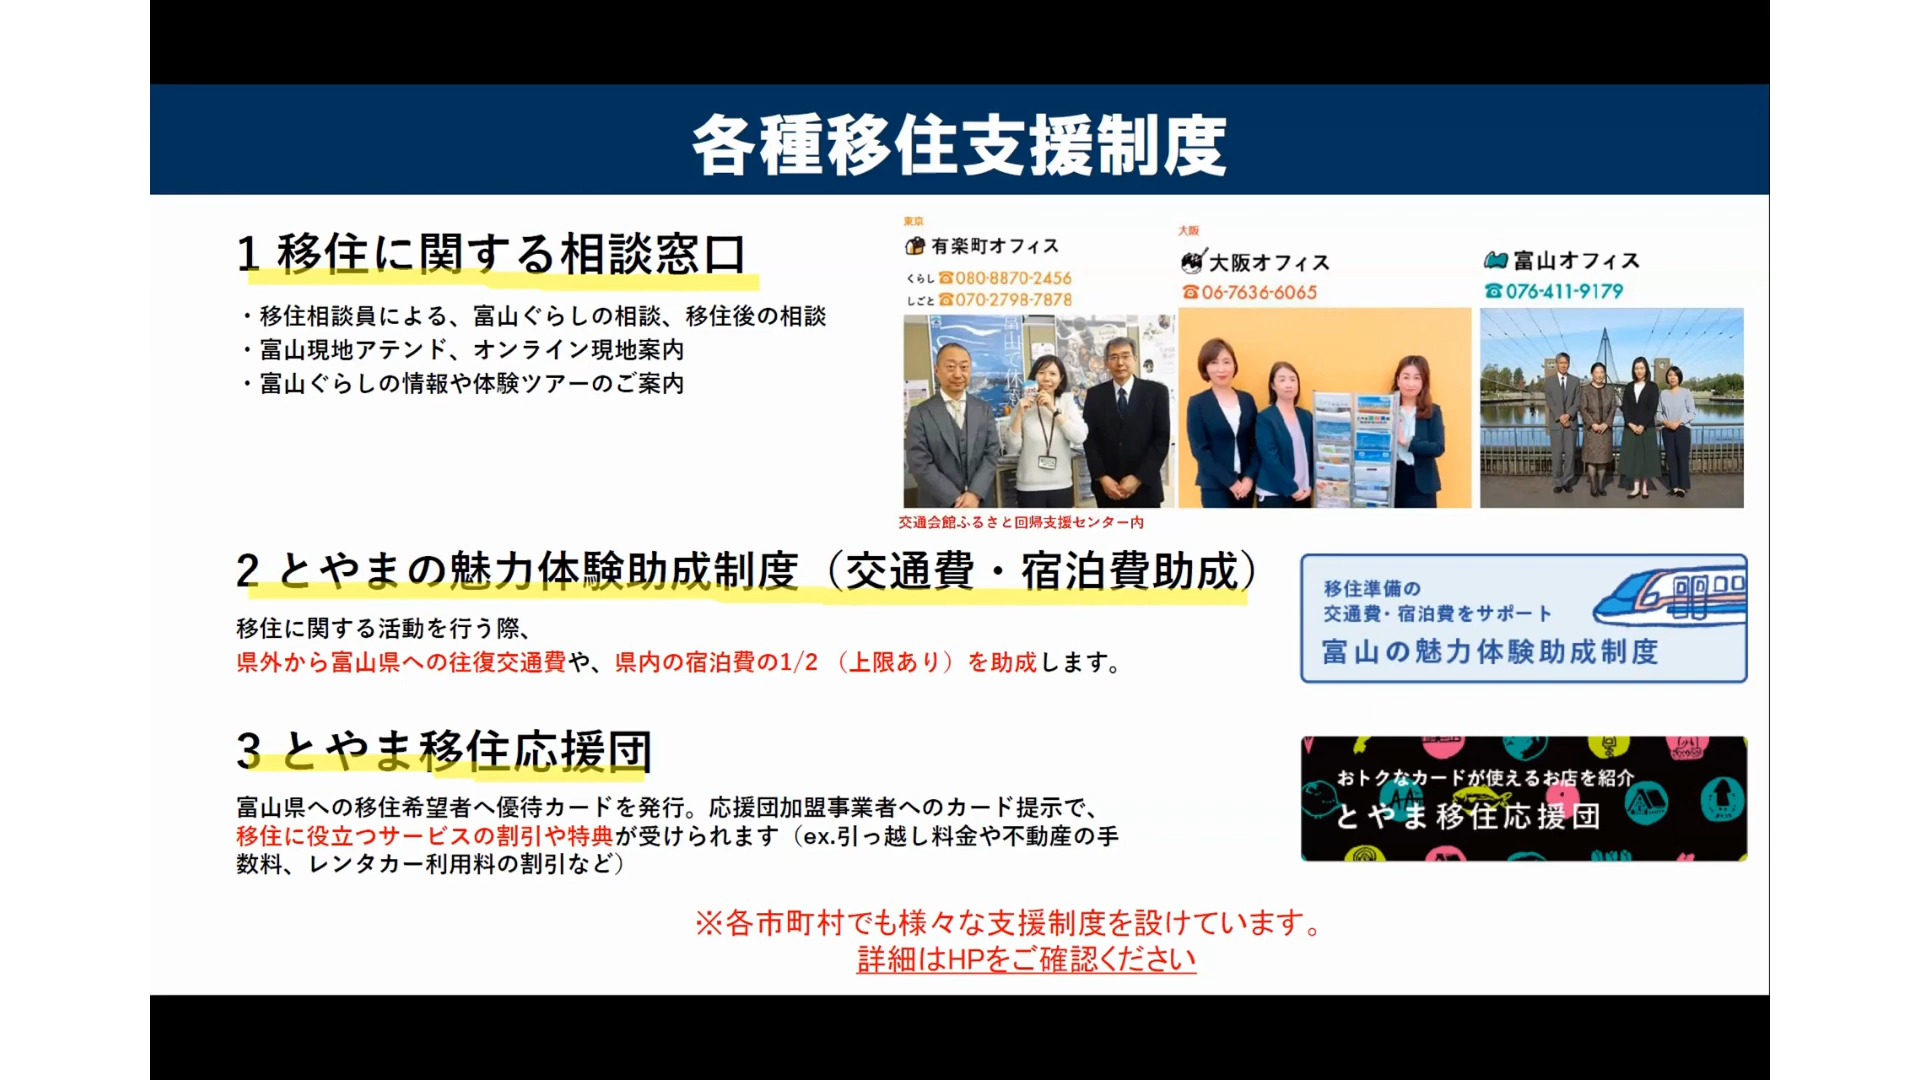 各種移住支援制度
1 移住に関する相談窓口
・移住相談員による、富山ぐらしの相談、移住後の相談
・富山現地アテンド、オンライン現地案内
・富山ぐらしの情報や体験ツアーのご案内
東京
有楽町オフィス
くらし☎080-8870-2456
しごと☎070-2798-7878
交通会館ふるさと回帰支援センター内
大阪
大阪オフィス
☎06-7636-6065
富山オフィス
☎076-411-9179
2 とやまの魅力体験助成制度（交通費・宿泊費助成）
移住に関する活動を行う際、
県外から富山県への往復交通費や、県内の宿泊費の1/2 （上限あり）を助成します。
移住準備の
交通費・宿泊費をサポート
富山の魅力体験助成制度
3 とやま移住応援団
富山県への移住希望者へ優待カードを発行。応援団加盟事業者へのカード提示で、
移住に役立つサービスの割引や特典が受けられます（ex.引っ越し料金や不動産の手
数料、レンタカー利用料の割引など）
おトクなカードが使えるお店を紹介
とやま移住応援団
※各市町村でも様々な支援制度を設けています。
詳細はHPをご確認ください